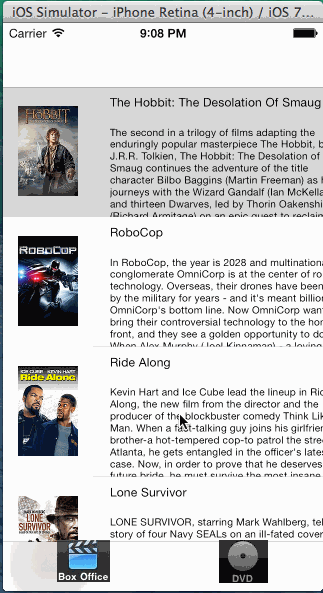 iOS Simulator - iPhone Retina (4-inch) / iOS 7...
Carrier 9:08 PM
The Hobbit: The Desolation Of Smaug
The second in a trilogy of films adapting the
enduringly popular masterpiece The Hobbit, b
J.R.R. Tolkien, The Hobbit: The Desolation Of
Smaug continues the adventure of the title
character Bilbo Baggins (Martin Freeman) as h
journeys with the Wizard Gandalf (Ian McKella
and thirteen Dwarves, led by Thorin Oakenshi
(Richard Armitage) on an epic quest to reclaim
RoboCop
ROBOCOP
In RoboCop, the year is 2028 and multinationa
conglomerate OmniCorp is at the center of ro
technology. Overseas, their drones have been
by the military for years - and it's meant billion
OmniCorp's bottom line. Now OmniCorp want
bring their controversial technology to the hom
front, and they see a golden opportunity to do
When Alex Murphy (Joel Kinnaman) - a loving
Ride Along
ICE CUBE KEVIN HART
Ride Along
Kevin Hart and Ice Cube lead the lineup in Ric
Along, the new film from the director and the
producer of the blockbuster comedy Think Lik
Man. When a fast-talking guy joins his girlfrien
brother-a hot-tempered cop-to patrol the stree
Atlanta, he gets entangled in the officer's lates
case. Now, in order to prove that he deserves
future bride, he must survive the most insane
Lone Survivor
LONE
SURVIVOR
LONE SURVIVOR, starring Mark Wahlberg, tel
story of four Navy SEALs on an ill-fated cover
Box Office
DVD